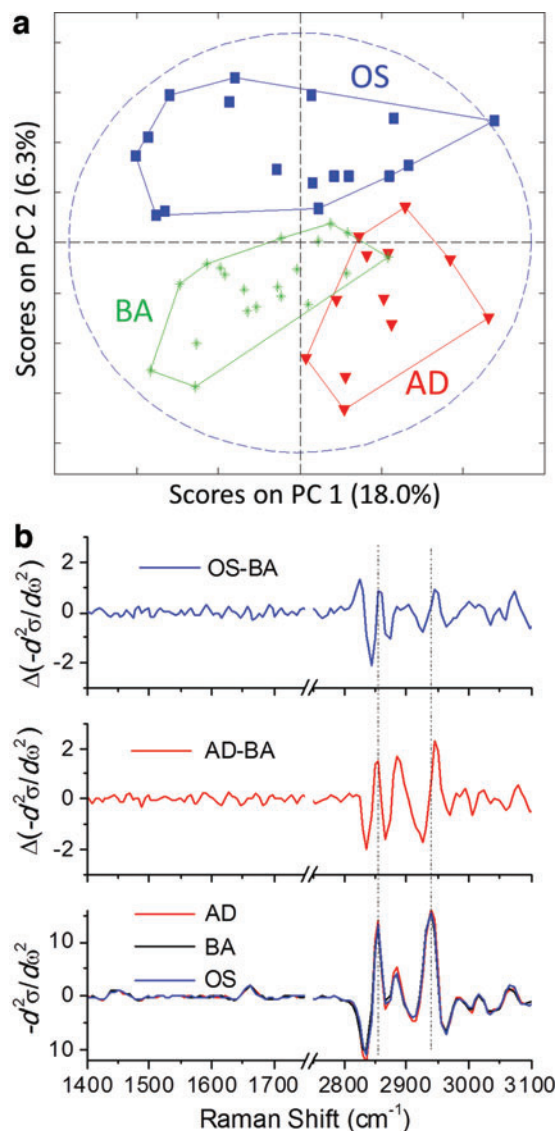 a
OS
BA
AD
Scores on PC 2 (6.3%)
Scores on PC 1 (18.0%)
b
OS-BA
Δ(-d²σ/dω²)
2
0
-2
AD-BA
Δ(-d²σ/dω²)
2
0
-2
AD
BA
OS
-d²σ/dω²
10
0
10
1400 1500 1600 1700 2800 2900 3000 3100
Raman Shift (cm⁻¹)